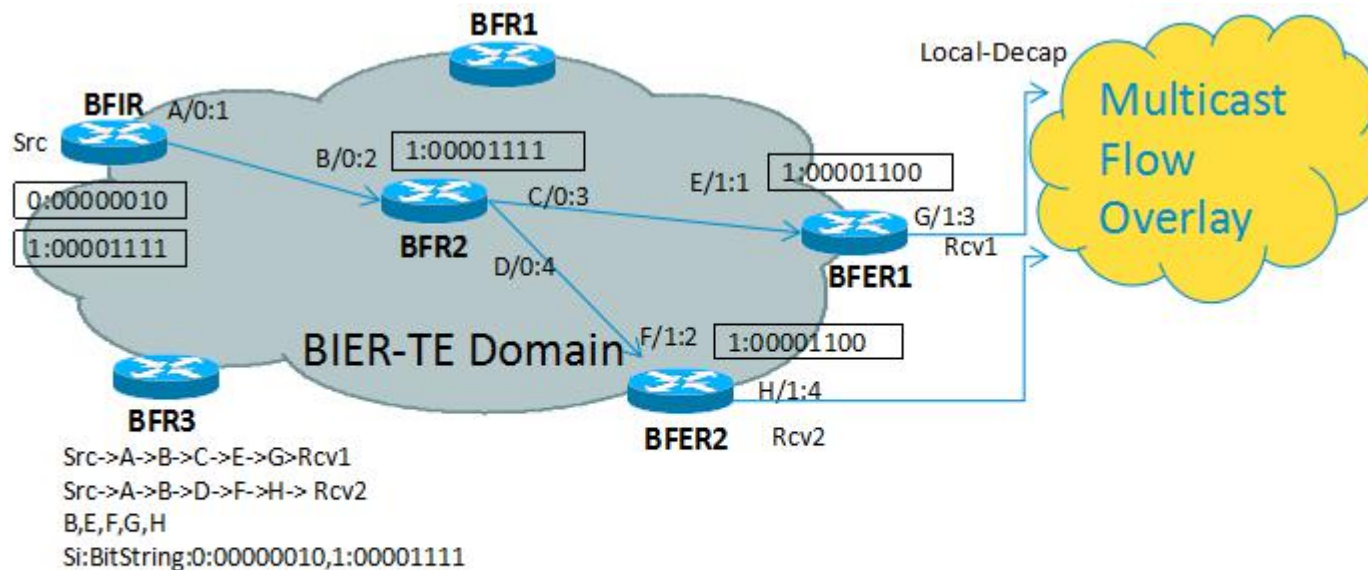 BFR1
Local-Decap
BFIR
A/0:1
Src
B/0:2
1:00001111
0:00000010
1:00001111
BFR2
C/0:3
D/0:4
E/1:1
1:00001100
G/1:3
BFER1
Rcv1
Multicast
Flow
Overlay
BIER-TE Domain
F/1:2
1:00001100
H/1:4
BFER2
Rcv2
BFR3
Src->A->B->C->E->G>Rcv1
Src->A->B->D->F->H-> Rcv2
B,E,F,G,H
Si:BitString:0:00000010,1:00001111